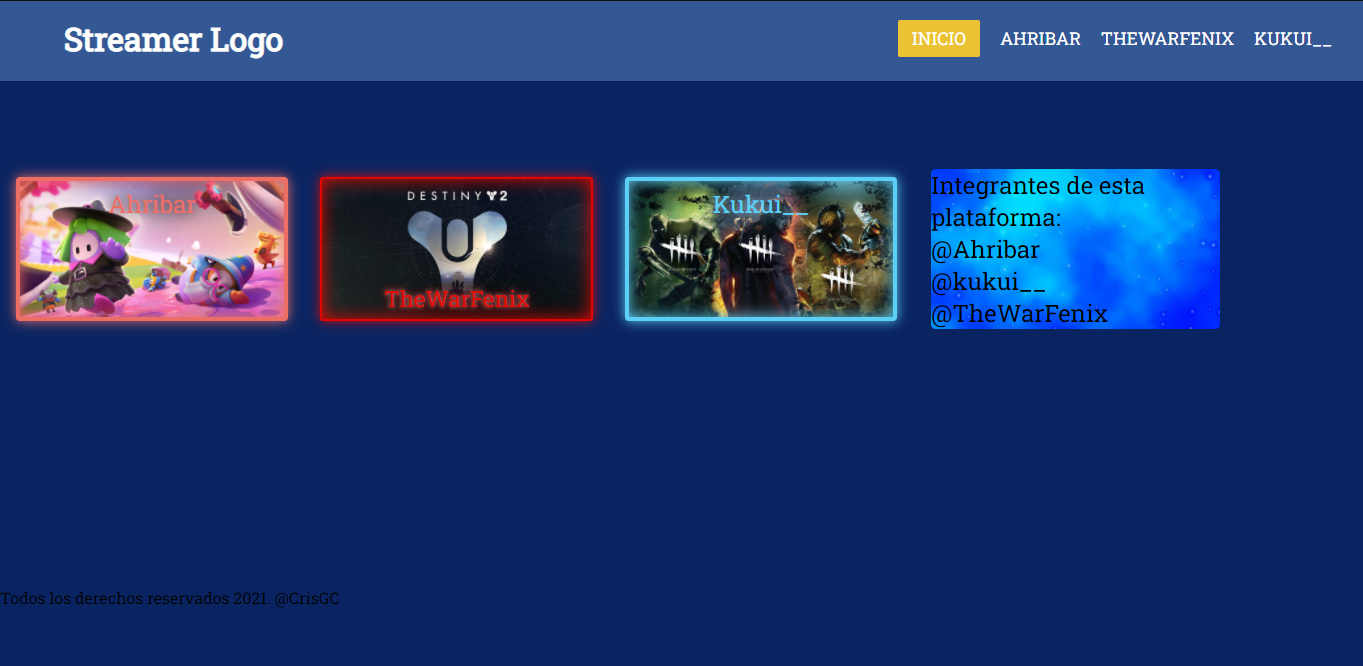 Streamer Logo
INICIO AHRIBAR THEWARFENIX KUKUI__
Ahribar
DESTINY 2
TheWarFenix
Kukui__
Integrantes de esta
plataforma:
@Ahribar
@kukui__
@TheWarFenix
Todos los derechos reservados 2021. @CrisGC